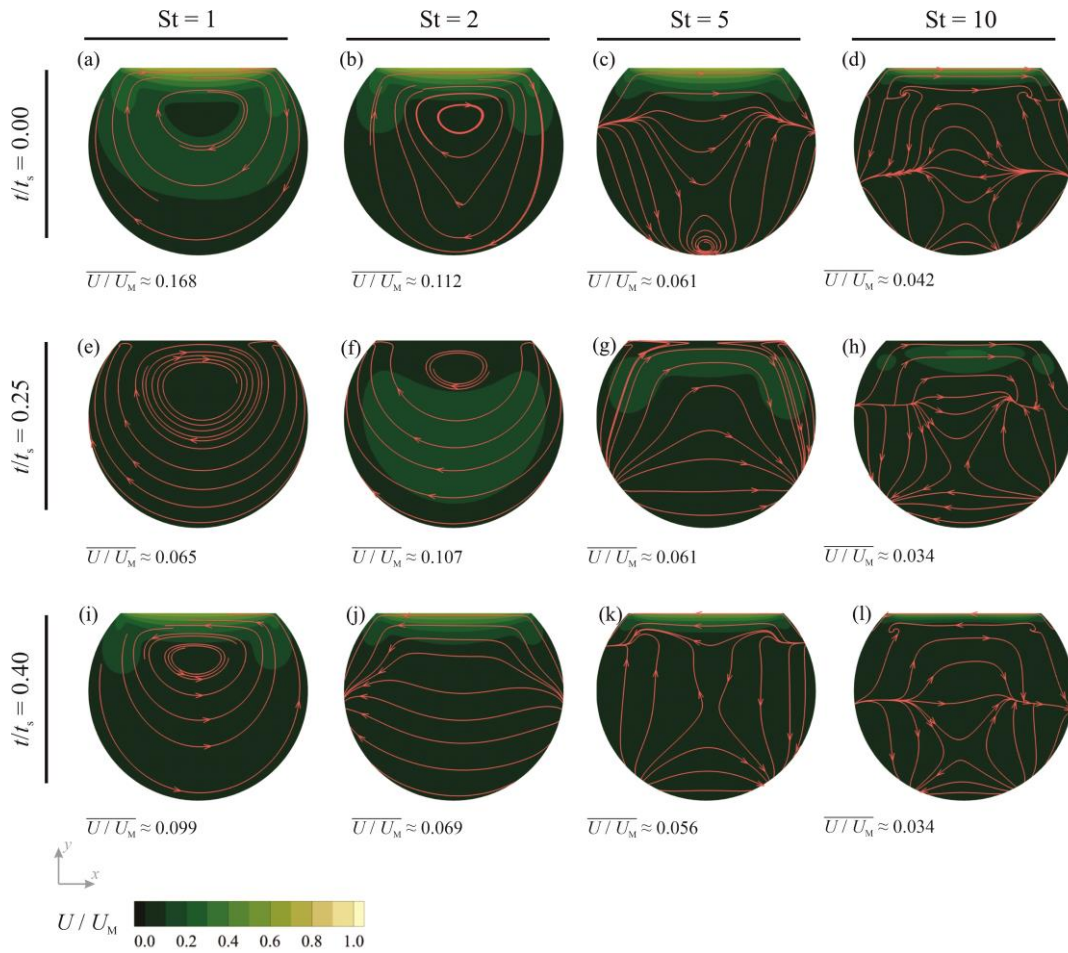 St = 1 St = 2 St = 5 St = 10
t/ts = 0.00
(a) (b) (c) (d)
U / UM ≈ 0.168 U / UM ≈ 0.112 U / UM ≈ 0.061 U / UM ≈ 0.042
t/ts = 0.25
(e) (f) (g) (h)
U / UM ≈ 0.065 U / UM ≈ 0.107 U / UM ≈ 0.061 U / UM ≈ 0.034
t/ts = 0.40
(i) (j) (k) (l)
U / UM ≈ 0.099 U / UM ≈ 0.069 U / UM ≈ 0.056 U / UM ≈ 0.034
y
x
U / UM
0.0 0.2 0.4 0.6 0.8 1.0